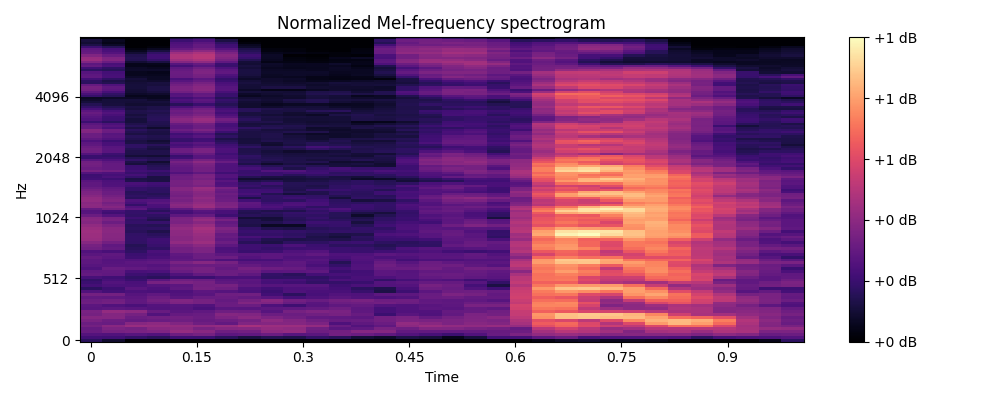 Normalized Mel-frequency spectrogram
Hz
4096
2048
1024
512
0
0 0.15 0.3 0.45 0.6 0.75 0.9
Time
+1 dB
+1 dB
+1 dB
+0 dB
+0 dB
+0 dB